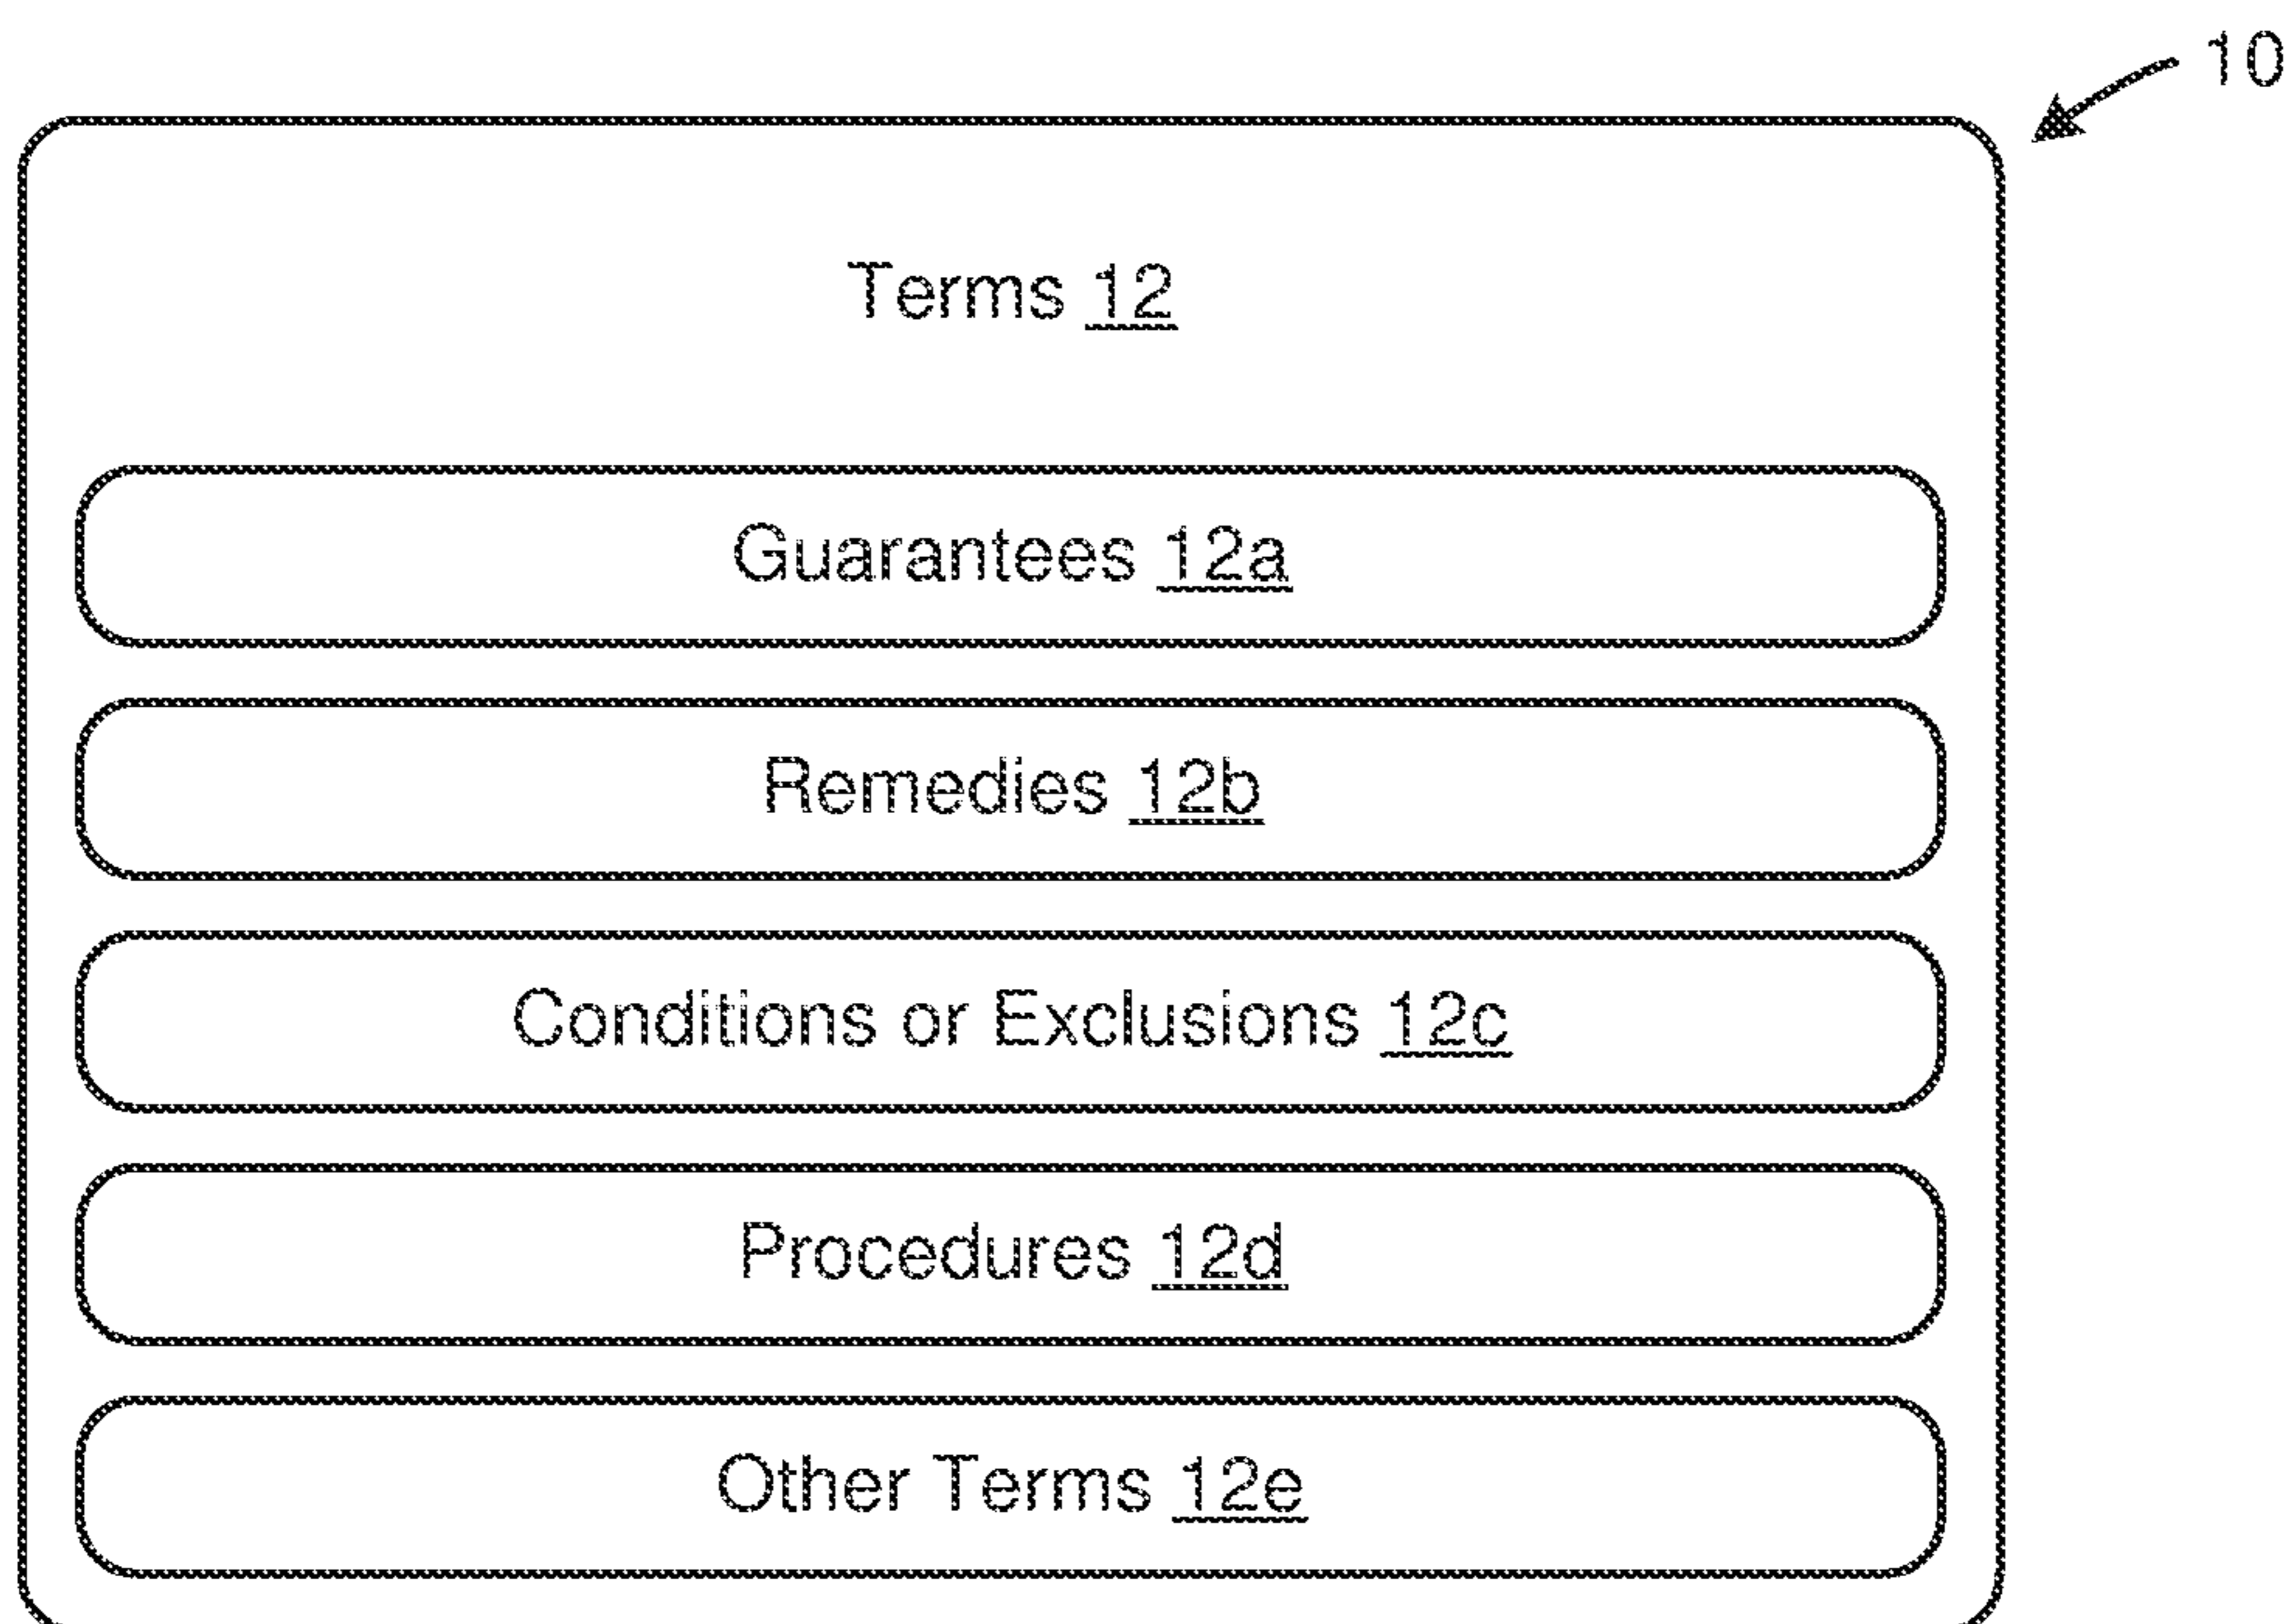 10
Terms 12
Guarantees 12a
Remedies 12b
Conditions or Exclusions 12c
Procedures 12d
Other Terms 12e